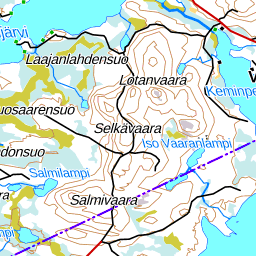 järvi
Laajanlahdensuo
Lotanvaara
Keminpe
uosaarensuo
Selkävaara
Iso Vaaranlampi
donsuo
Salmilampi
Salmivaara